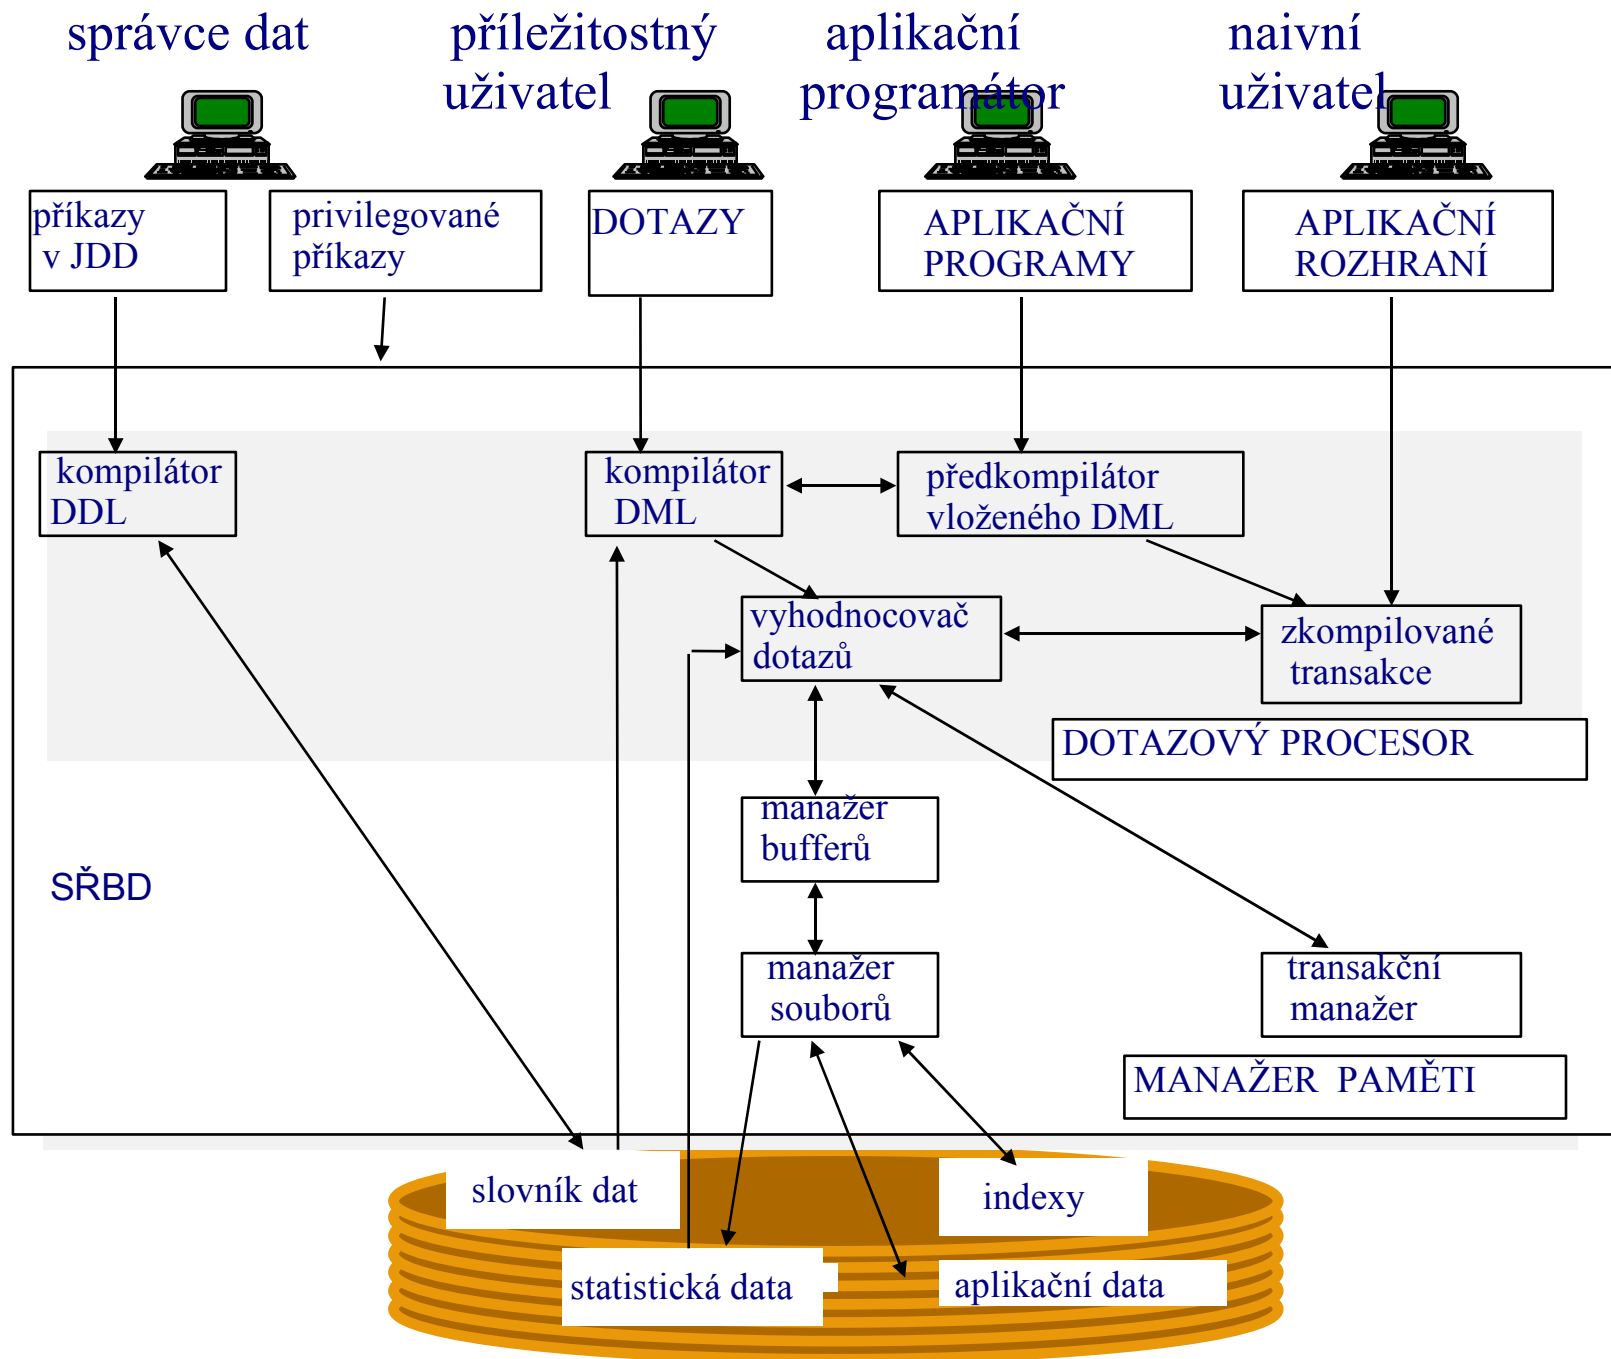 správce dat
příležitostný
uživatel
aplikační
programátor
naivní
uživatel
příkazy
v JDD
privilegované
příkazy
DOTAZY
APLIKAČNÍ
PROGRAMY
APLIKAČNÍ
ROZHRANÍ
kompilátor
DDL
kompilátor
DML
předkompilátor
vloženého DML
vyhodnocovač
dotazů
zkompilované
transakce
DOTAZOVÝ PROCESOR
manažer
bufferů
SŘBD
manažer
souborů
transakční
manažer
MANAŽER PAMĚTI
slovník dat
indexy
statistická data
aplikační data